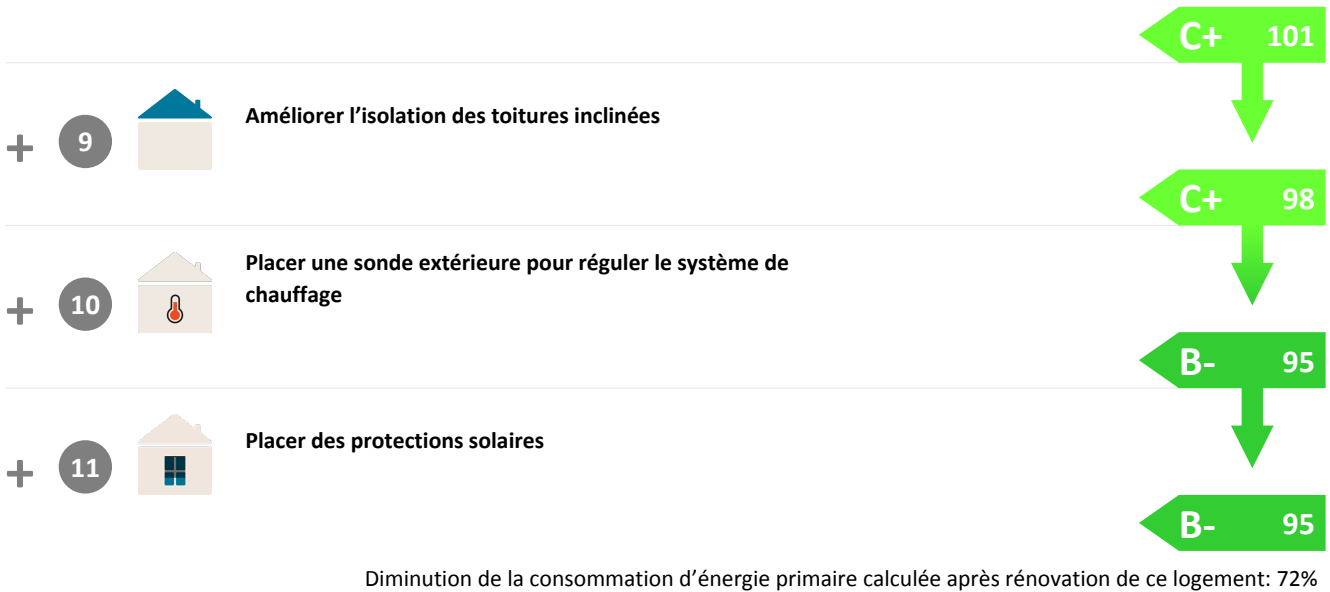 C+ 101
+ 9 Améliorer l’isolation des toitures inclinées
C+ 98
+ 10 Placer une sonde extérieure pour réguler le système de
chauffage
B- 95
+ 11 Placer des protections solaires
B- 95
Diminution de la consommation d’énergie primaire calculée après rénovation de ce logement: 72%